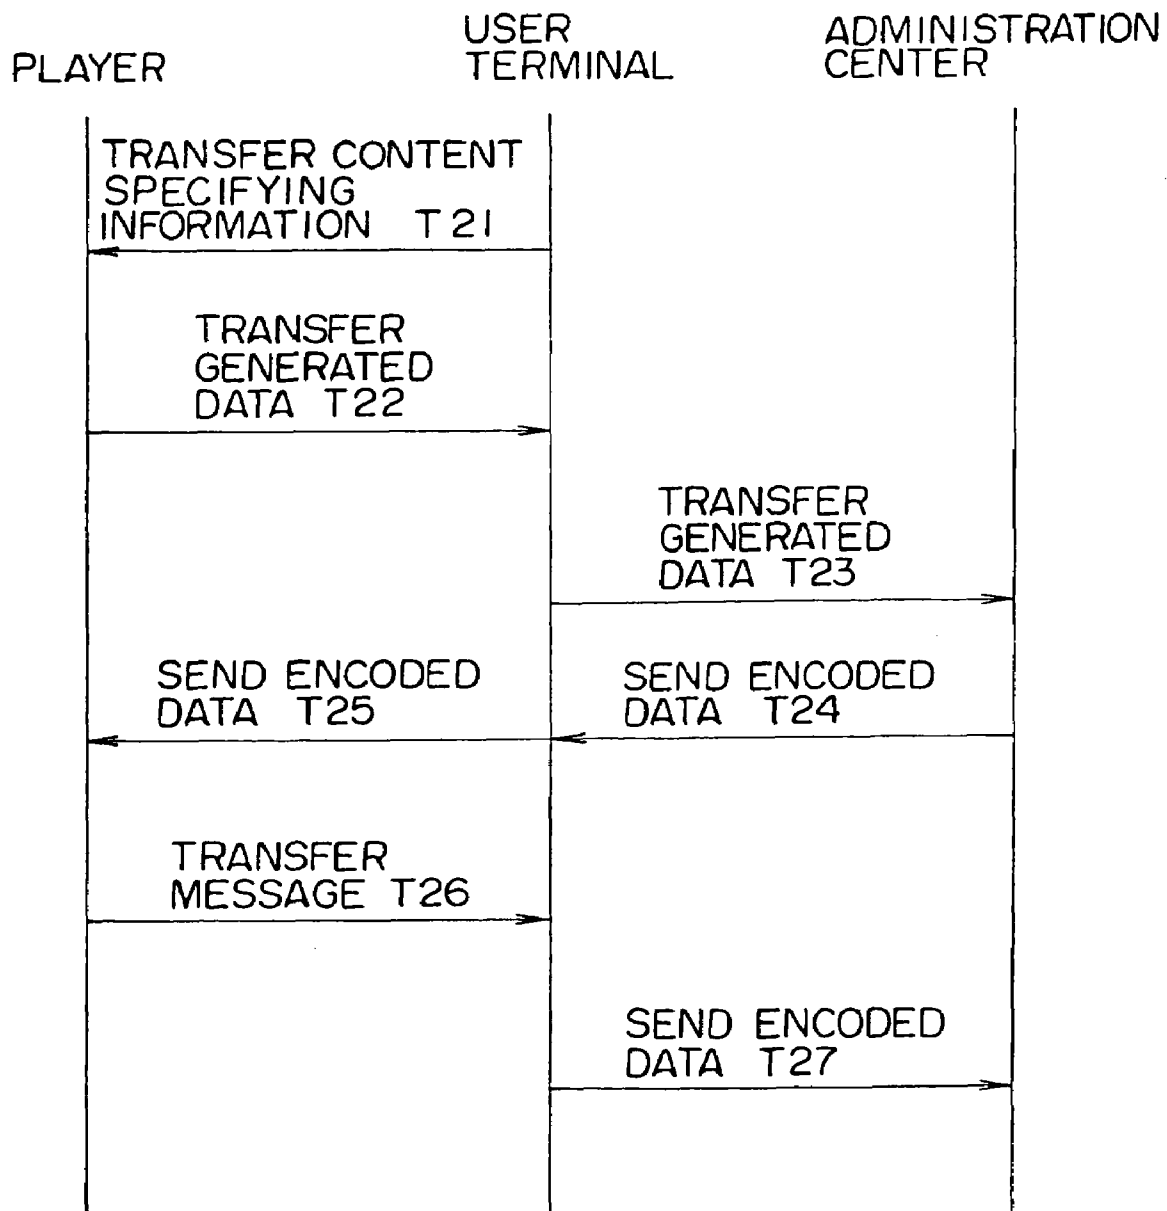 PLAYER
USER
TERMINAL
ADMINISTRATION
CENTER
TRANSFER CONTENT
SPECIFYING
INFORMATION T21
TRANSFER
GENERATED
DATA T22
TRANSFER
GENERATED
DATA T23
SEND ENCODED
DATA T25
SEND ENCODED
DATA T24
TRANSFER
MESSAGE T26
SEND ENCODED
DATA T27